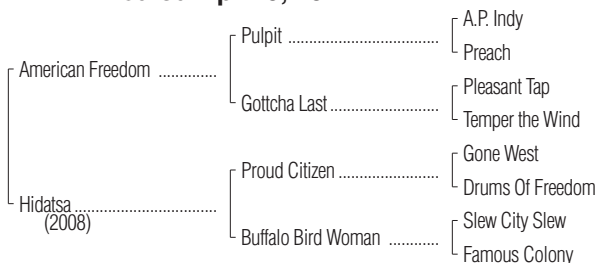 A.P. Indy
Pulpit ......................................
Preach
American Freedom ..............
Pleasant Tap
Gottcha Last ...........................
Temper the Wind
Gone West
Proud Citizen .........................
Drums Of Freedom
Hidatsa ...................................
(2008)
Slew City Slew
Buffalo Bird Woman ............
Famous Colony